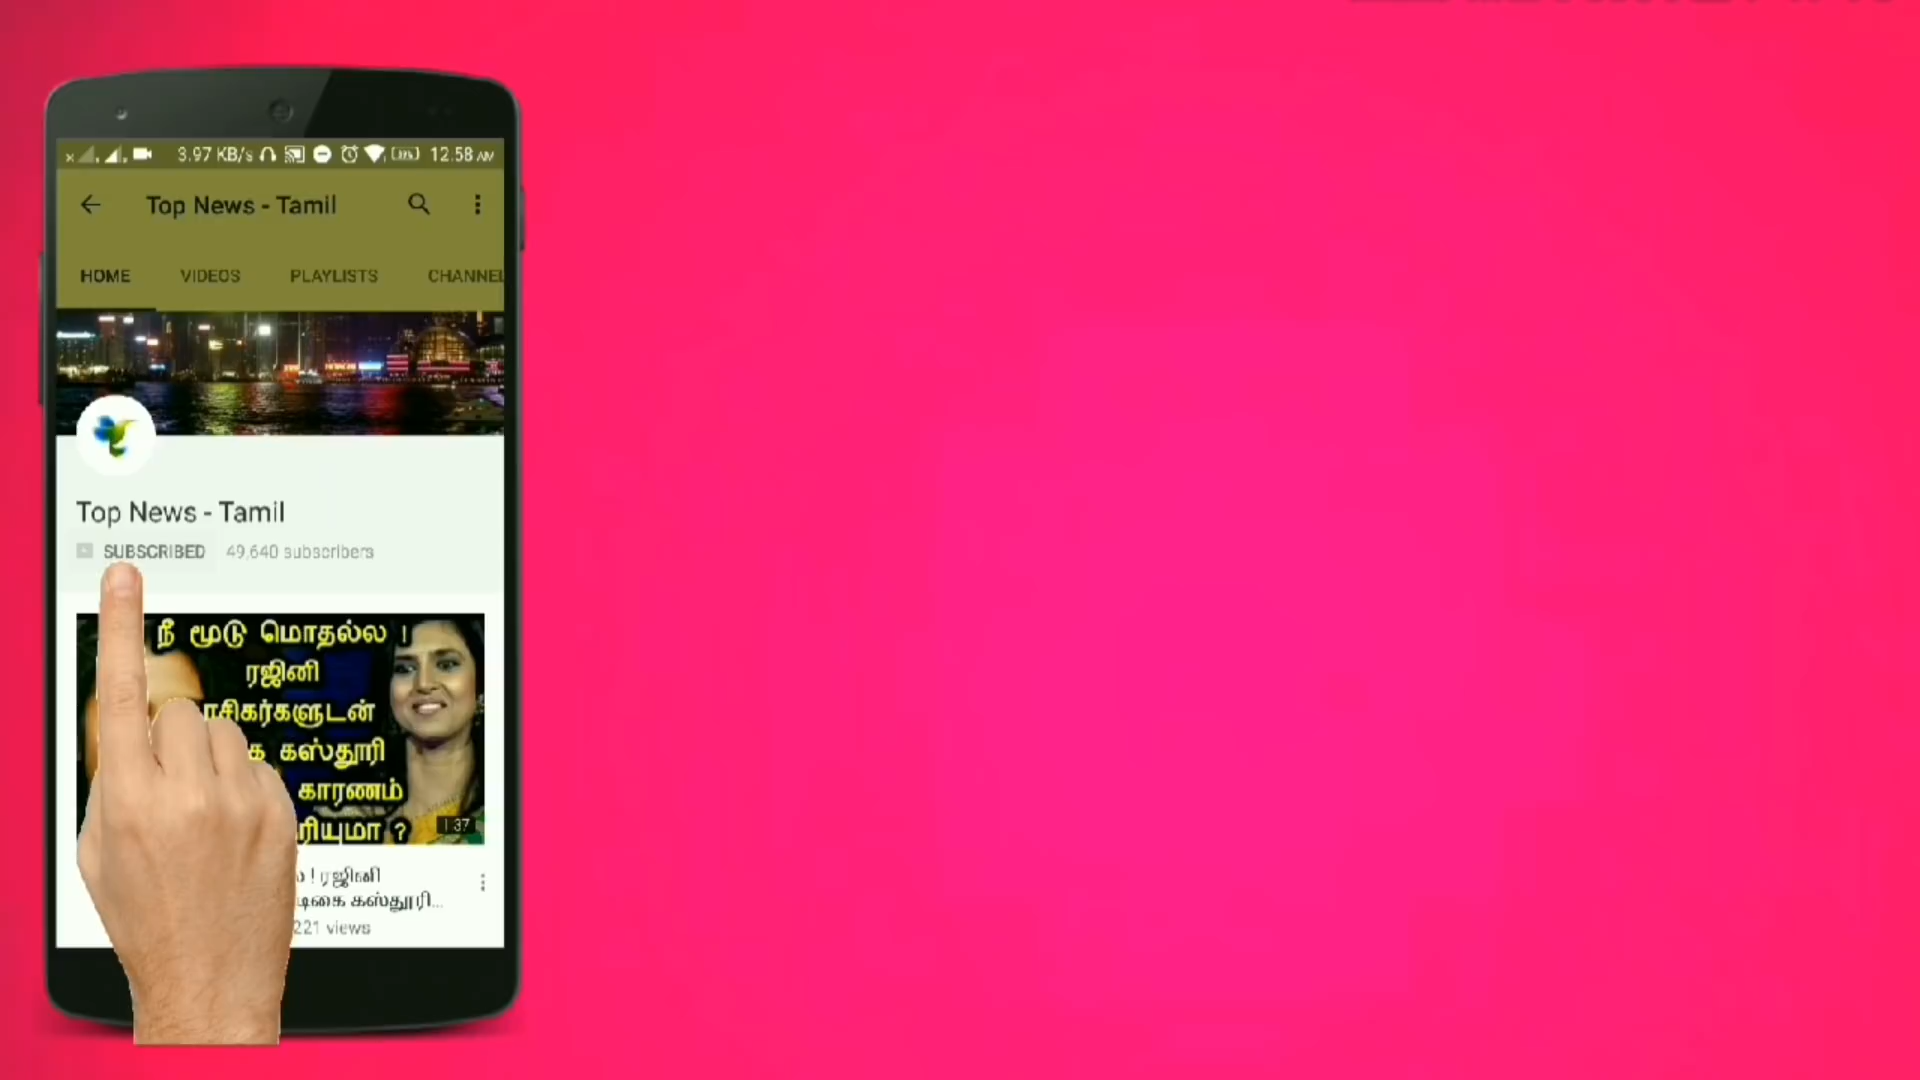 3.97 KB/s 12.58 AM
Top News - Tamil
HOME VIDEOS PLAYLISTS CHANNEL
Top News - Tamil
SUBSCRIBED 49,640 subscribers
நீ மூடு மொதல்ல !
ரஜினி
ரசிகர்களுடன்
கஸ்தூரி
காரணம்
?
1:37
! ரஜினி
கஸ்தூரி...
221 views